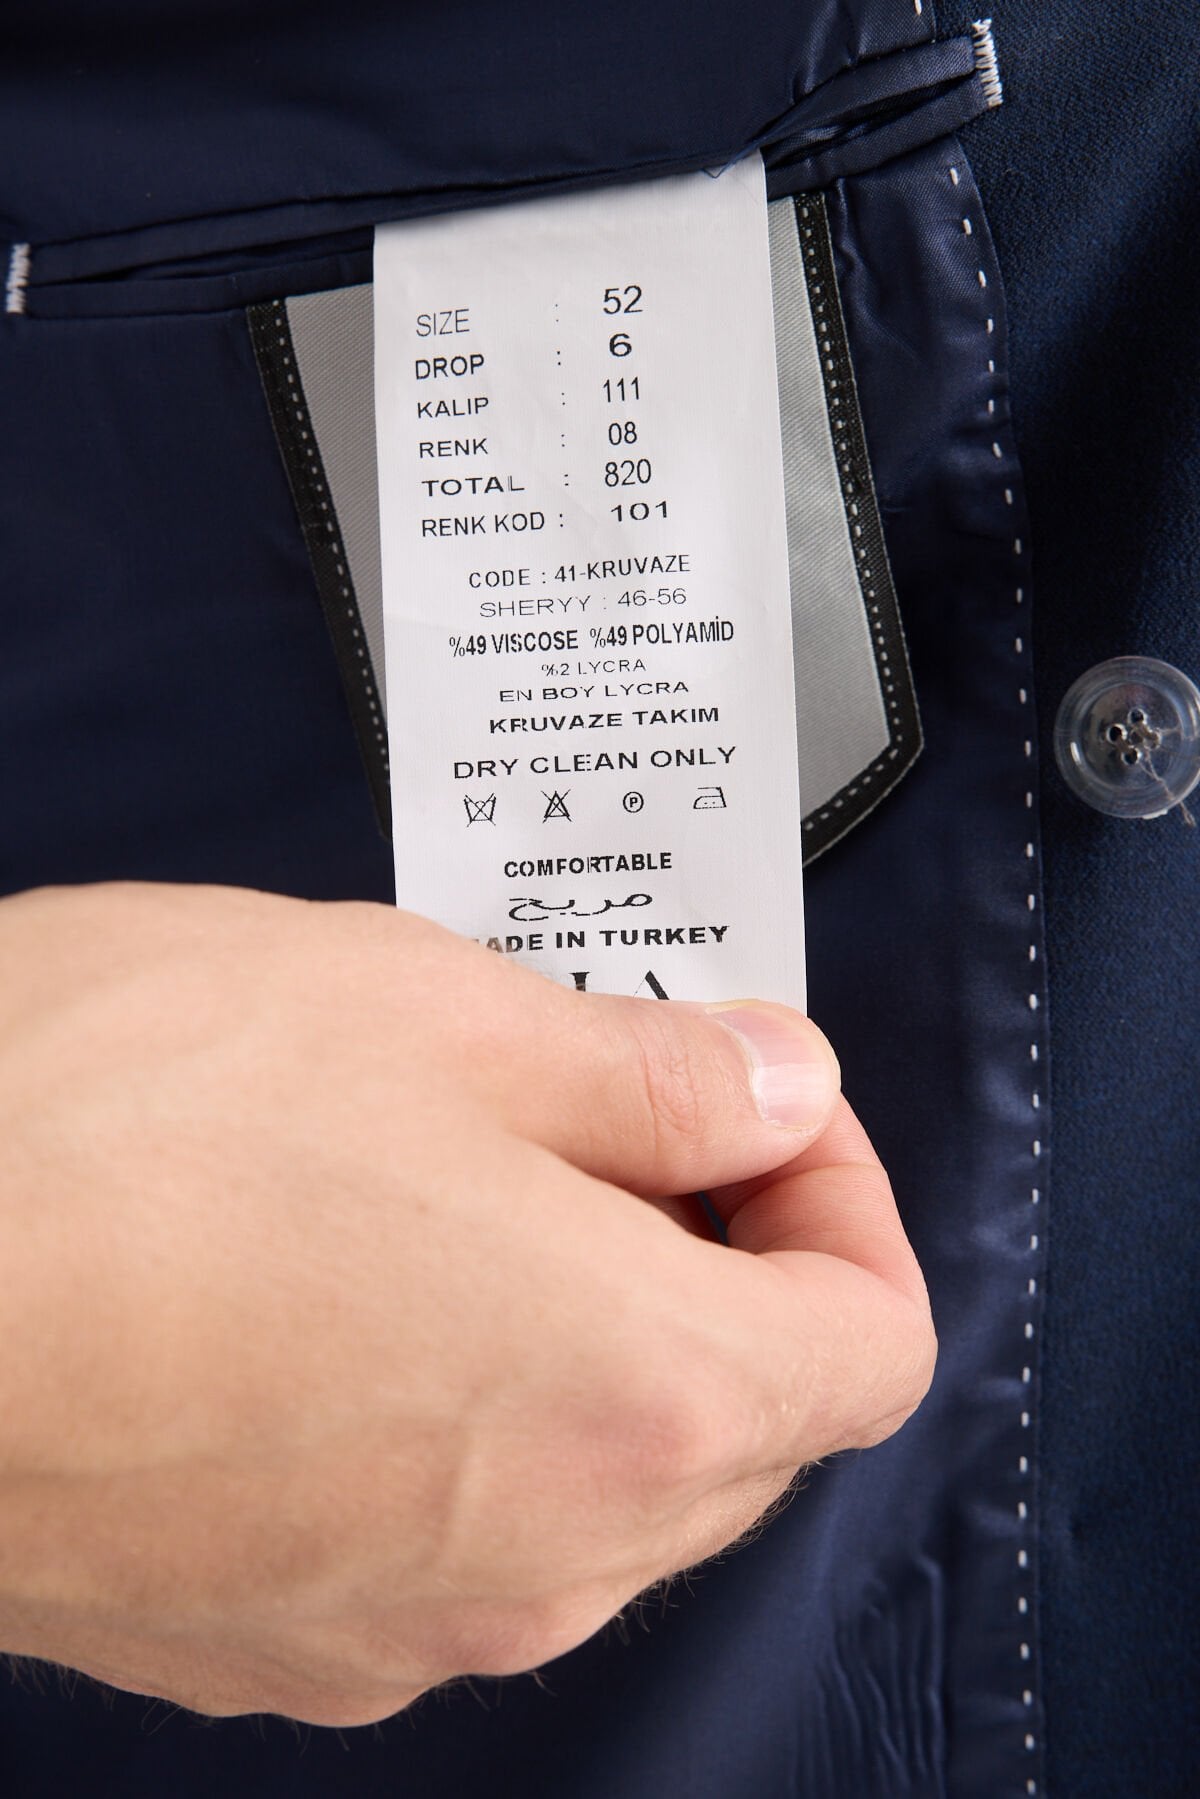 SIZE : 52
DROP : 6
KALIP : 111
RENK : 08
TOTAL : 820
RENK KOD : 101
CODE : 41-KRUVAZE
SHERYY : 46-56
%49 VISCOSE %49 POLYAMİD
%2 LYCRA
EN BOY LYCRA
KRUVAZE TAKIM
DRY CLEAN ONLY
P
COMFORTABLE
مريح
MADE IN TURKEY